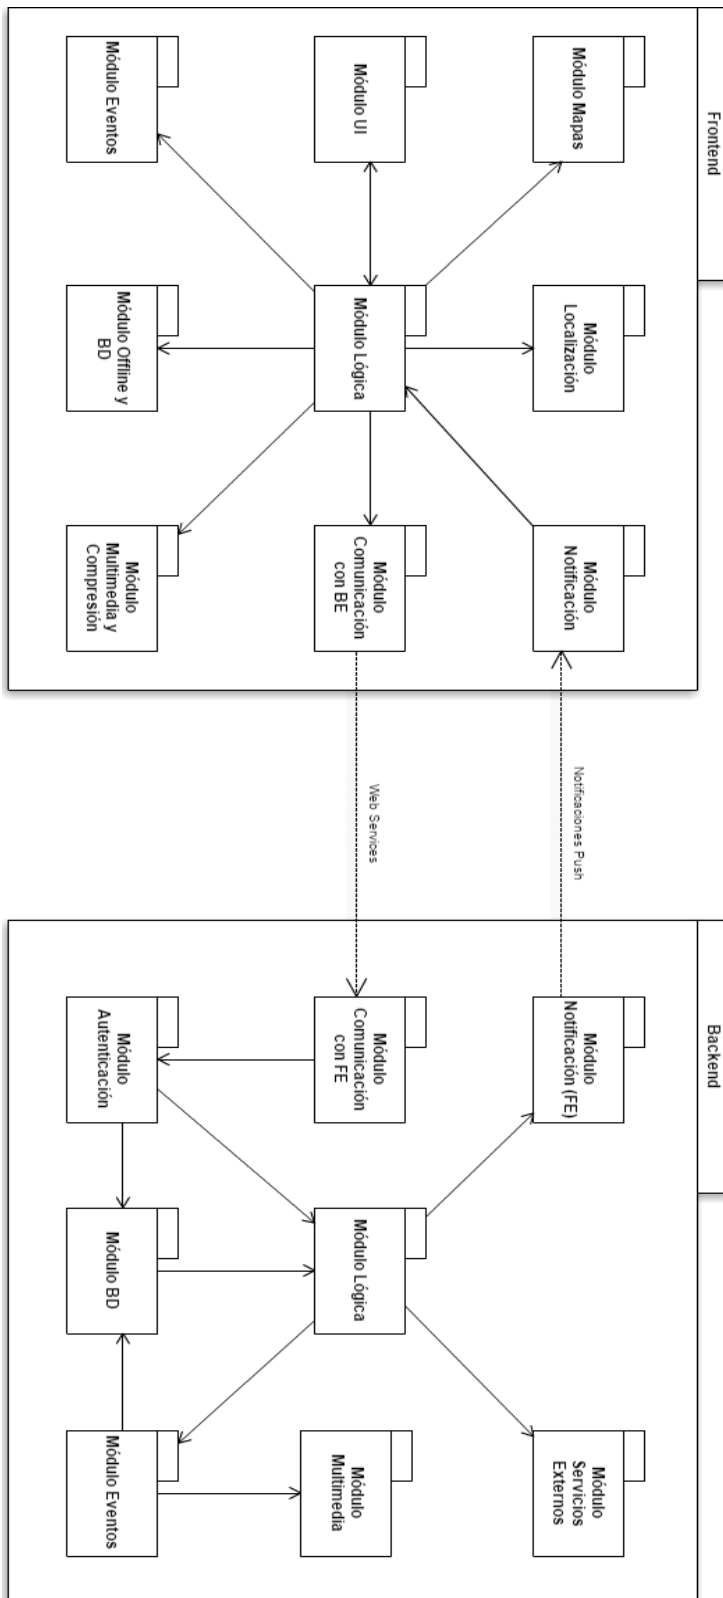 Frontend
Módulo Mapas
Módulo
Localización
Módulo
Notificación
Módulo UI
Módulo Lógica
Módulo
Comunicación
con BE
Módulo Eventos
Módulo Offline y
BD
Módulo
Multimedia y
Compresión
Notificaciones Push
Web Services
Backend
Módulo
Notificación (FE)
Módulo
Servicios
Externos
Módulo
Comunicación
con FE
Módulo Lógica
Módulo
Multimedia
Módulo
Autenticación
Módulo BD
Módulo Eventos